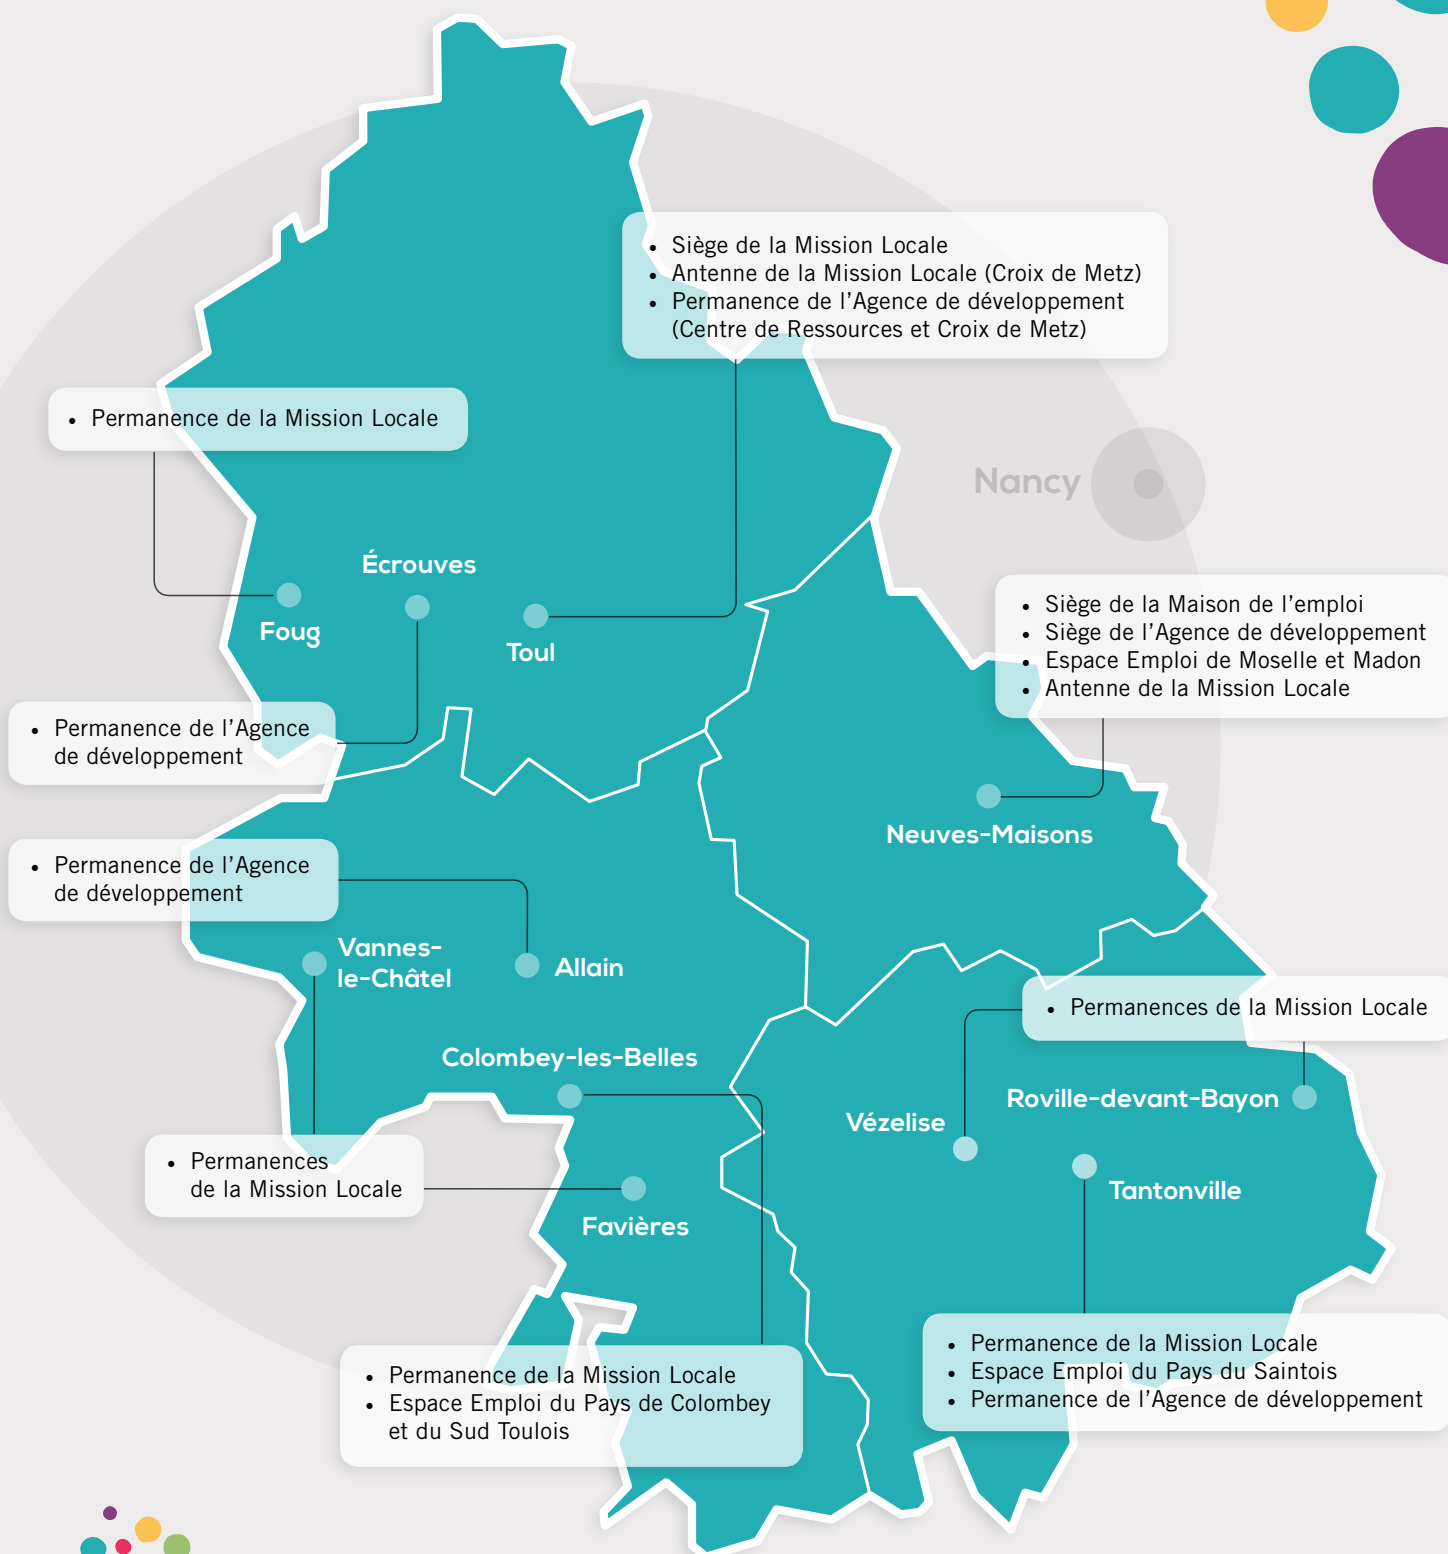 • Siège de la Mission Locale
• Antenne de la Mission Locale (Croix de Metz)
• Permanence de l’Agence de développement
(Centre de Ressources et Croix de Metz)
• Permanence de la Mission Locale
Nancy
Écrouves
Foug
Toul
• Siège de la Maison de l’emploi
• Siège de l’Agence de développement
• Espace Emploi de Moselle et Madon
• Antenne de la Mission Locale
• Permanence de l’Agence
de développement
Neuves-Maisons
• Permanence de l’Agence
de développement
Vannes-
le-Châtel
Allain
• Permanences de la Mission Locale
Colombey-les-Belles
Roville-devant-Bayon
Vézelise
• Permanences
de la Mission Locale
Tantonville
Favières
• Permanence de la Mission Locale
• Espace Emploi du Pays de Colombey
et du Sud Toulois
• Permanence de la Mission Locale
• Espace Emploi du Pays du Saintois
• Permanence de l’Agence de développement